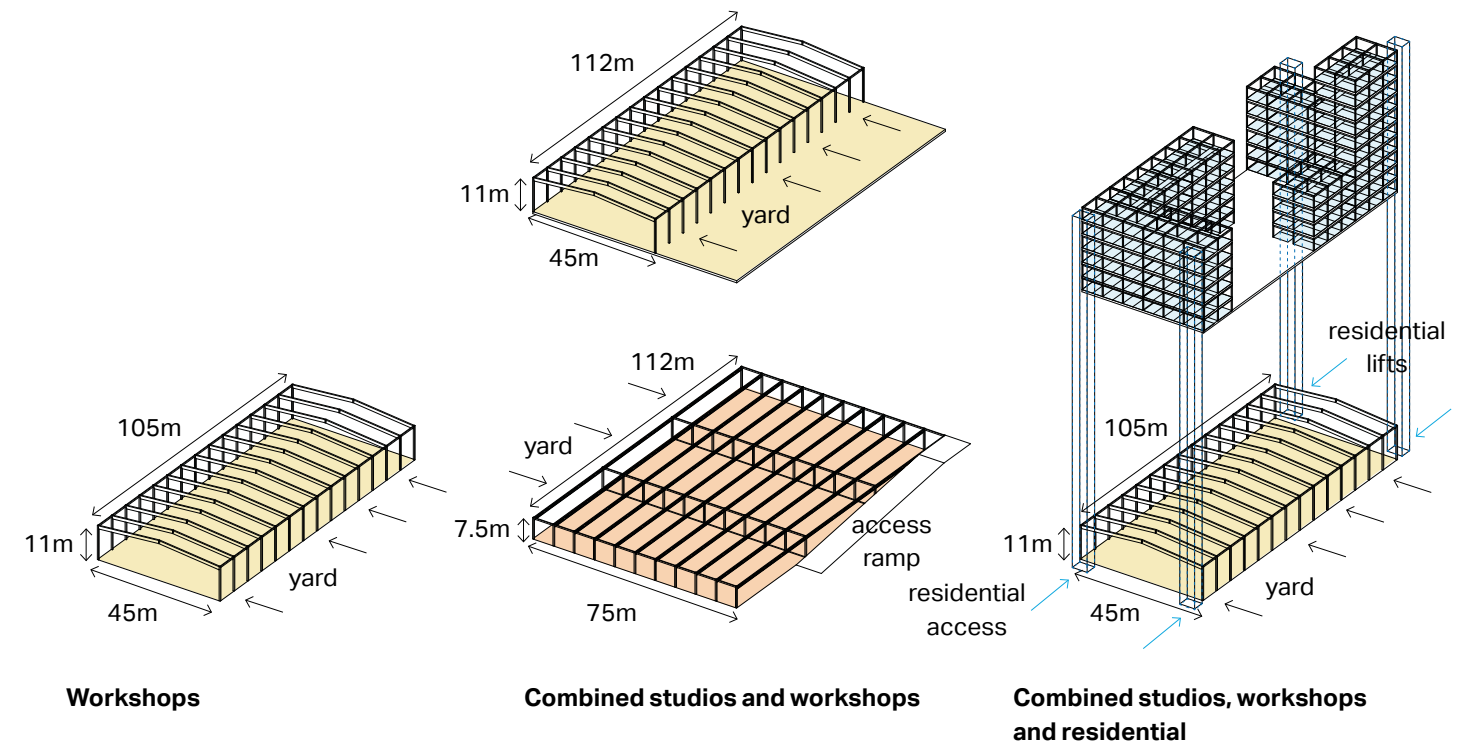 105m
11m
45m
yard
Workshops
112m
11m
45m
yard
112m
yard
7.5m
75m
access
ramp
Combined studios and workshops
residential
lifts
105m
11m
45m
yard
residential
access
Combined studios, workshops
and residential